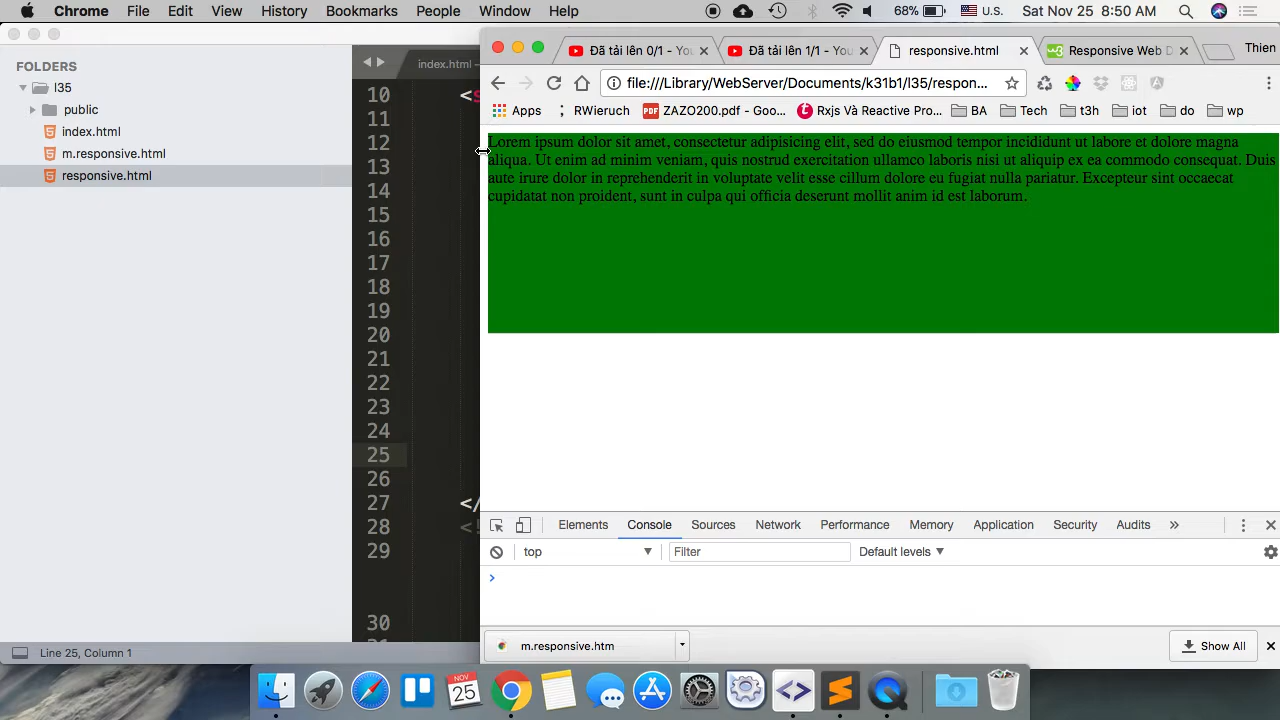 Chrome File Edit View History Bookmarks People Window Help 68% U.S. Sat Nov 25 8:50 AM
FOLDERS
l35
public
index.html
m.responsive.html
responsive.html
index.html
10
11
12
13
14
15
16
17
18
19
20
21
22
23
24
25
26
27 </
28 <!
29
30
Line 25, Column 1
Đã tải lên 0/1 - You
Đã tải lên 1/1 - You
responsive.html
Responsive Web D
Thien
file:///Library/WebServer/Documents/k31b1/l35/respon...
Apps RWieruch ZAZO200.pdf - Goo... Rxjs Và Reactive Pr... BA Tech t3h iot do wp
Lorem ipsum dolor sit amet, consectetur adipisicing elit, sed do eiusmod tempor incididunt ut labore et dolore magna
aliqua. Ut enim ad minim veniam, quis nostrud exercitation ullamco laboris nisi ut aliquip ex ea commodo consequat. Duis
aute irure dolor in reprehenderit in voluptate velit esse cillum dolore eu fugiat nulla pariatur. Excepteur sint occaecat
cupidatat non proident, sunt in culpa qui officia deserunt mollit anim id est laborum.
Elements Console Sources Network Performance Memory Application Security Audits
top Filter Default levels
m.responsive.htm
Show All
NOV
25